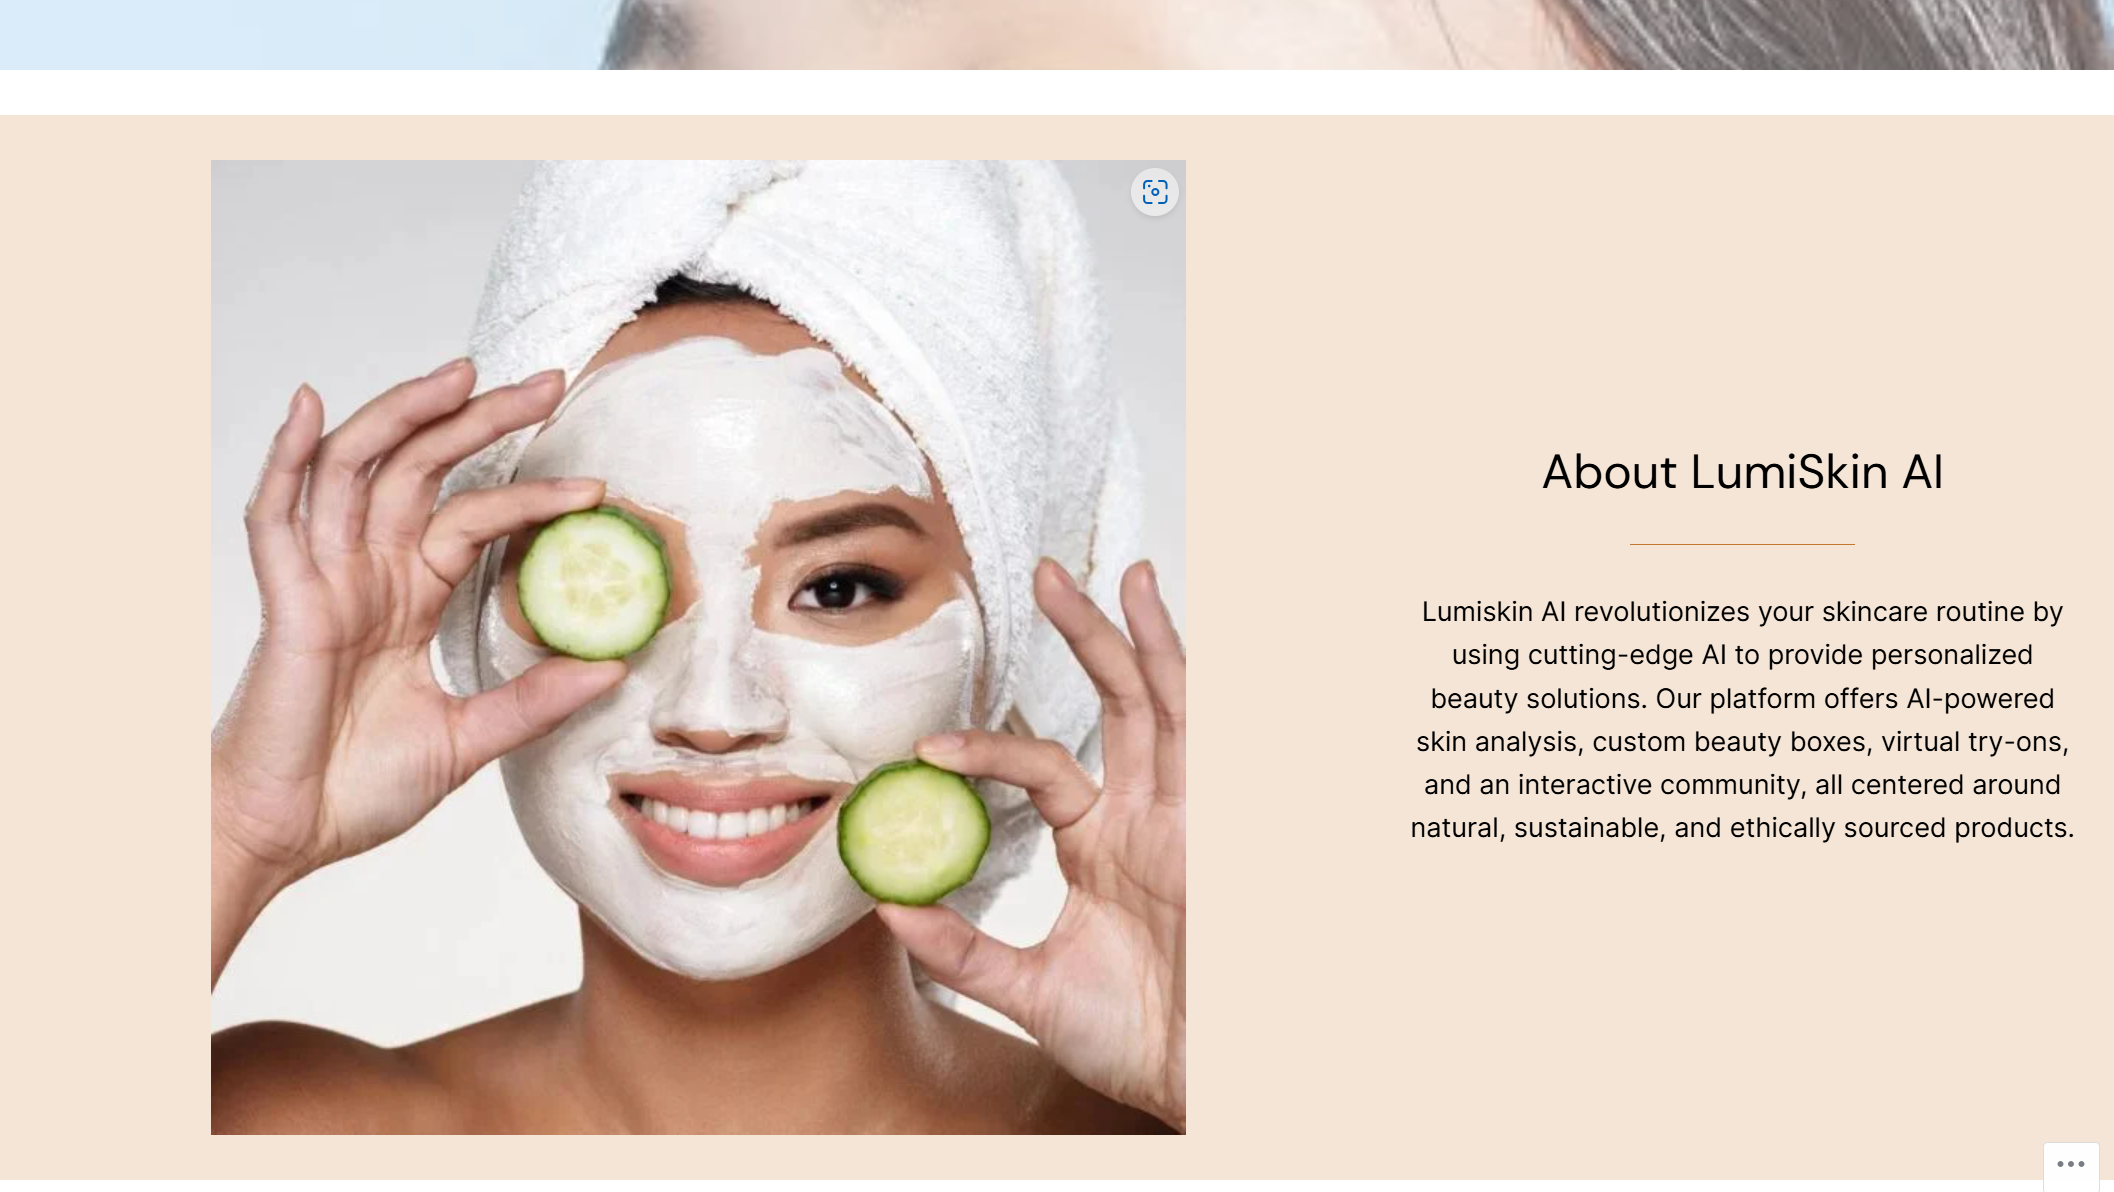 About LumiSkin AI
Lumiskin AI revolutionizes your skincare routine by
using cutting-edge AI to provide personalized
beauty solutions. Our platform offers AI-powered
skin analysis, custom beauty boxes, virtual try-ons,
and an interactive community, all centered around
natural, sustainable, and ethically sourced products.